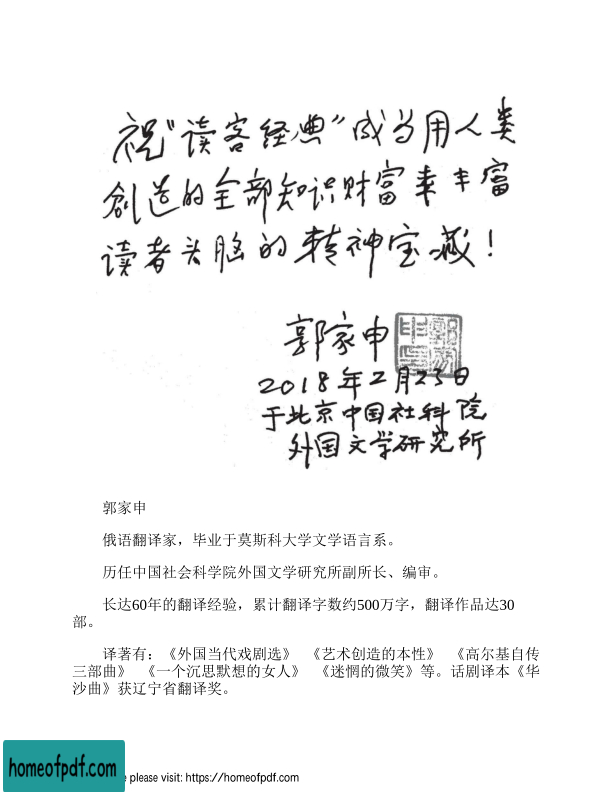 祝“读客经典”成为用人类
创造的全部知识财富来丰富
读者头脑的精神宝藏！
郭家申
2018年2月23日
于北京中国社科院
外国文学研究所
郭家申
俄语翻译家，毕业于莫斯科大学文学语言系。
历任中国社会科学院外国文学研究所副所长、编审。
长达60年的翻译经验，累计翻译字数约500万字，翻译作品达30
部。
译著有：《外国当代戏剧选》 《艺术创造的本性》 《高尔基自传
三部曲》 《一个沉思默想的女人》 《迷惘的微笑》等。话剧译本《华
沙曲》获辽宁省翻译奖。
homeofpdf.com
e please visit: https://homeofpdf.com